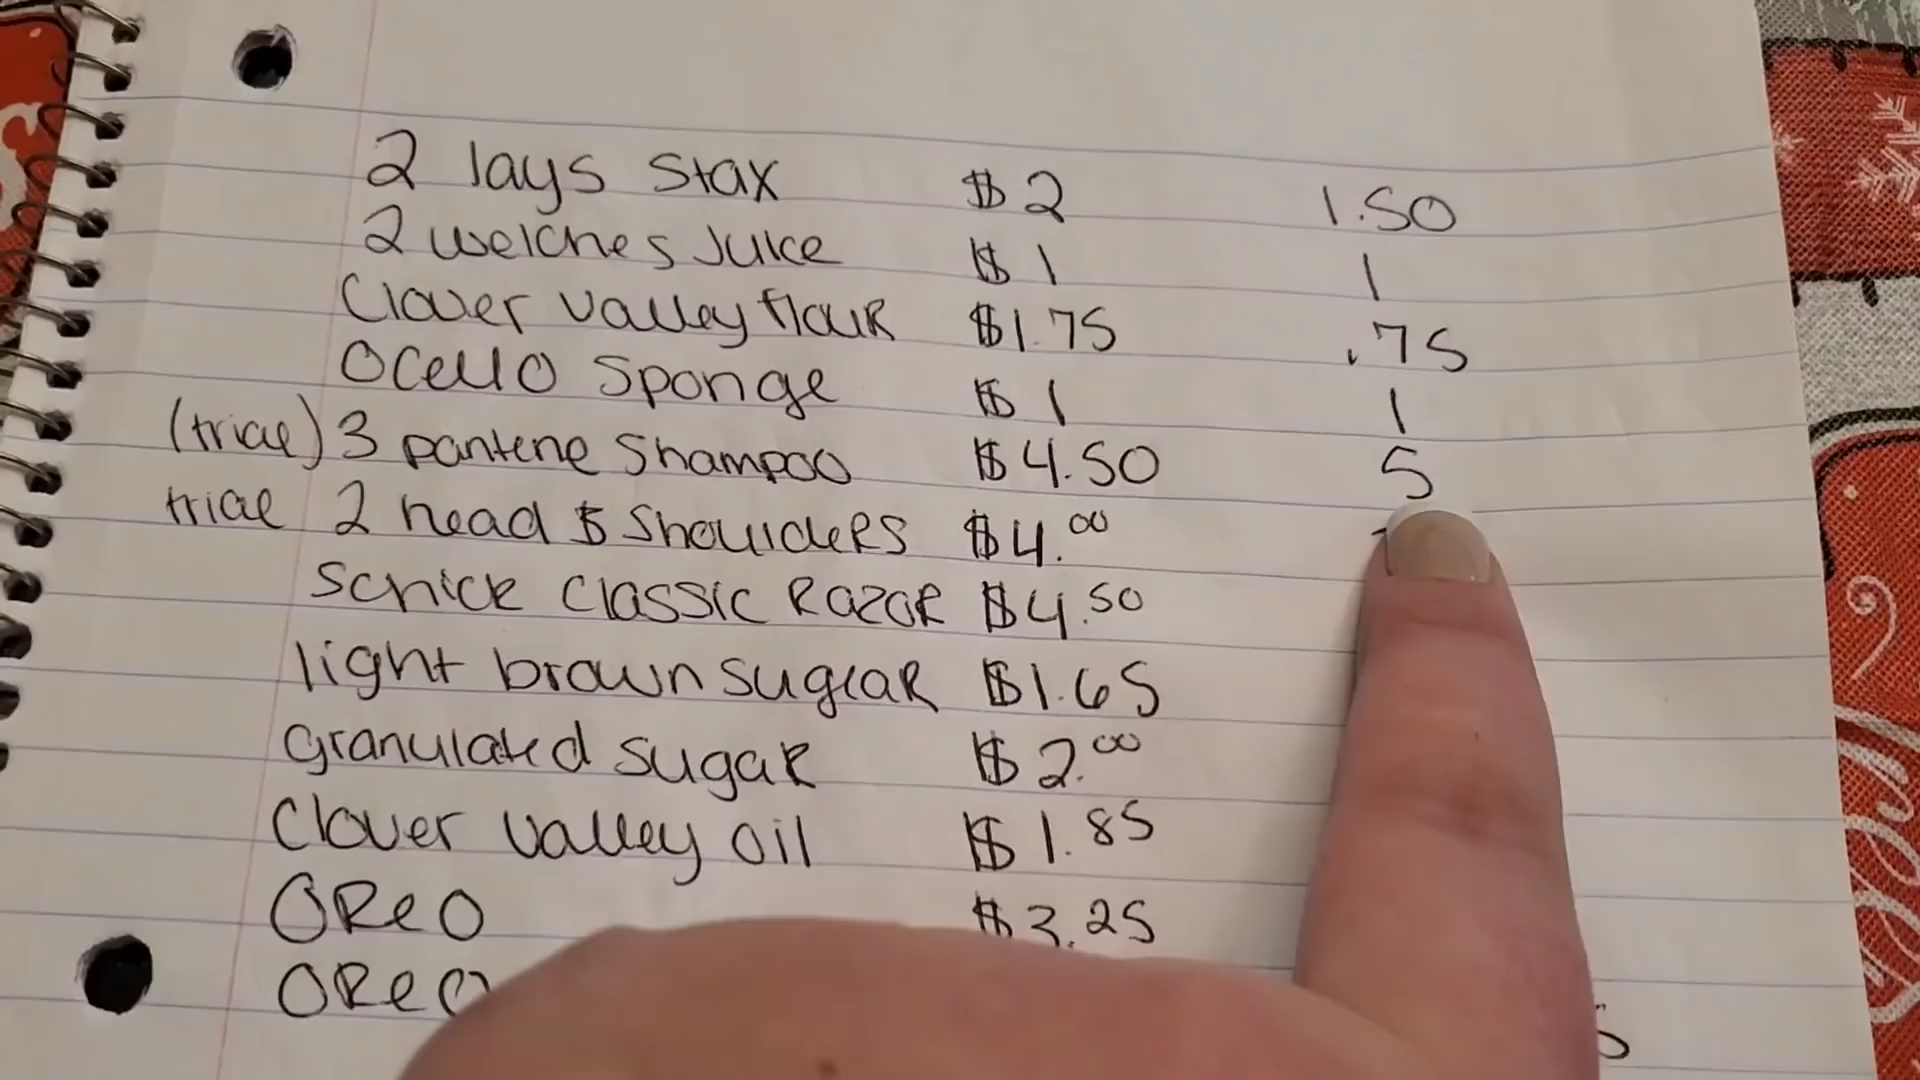 2 lays stax $2 1.50
2 welches Juice $1 1
Clover valley flour $1.75 .75
Ocello Sponge $1 1
(trial) 3 pantene Shampoo $4.50 5
trial 2 head & Shoulders $4.00
Schick Classic Razor $4.50
light brown sugar $1.65
granulated sugar $2.00
Clover valley oil $1.85
OReO $3.25
OReO